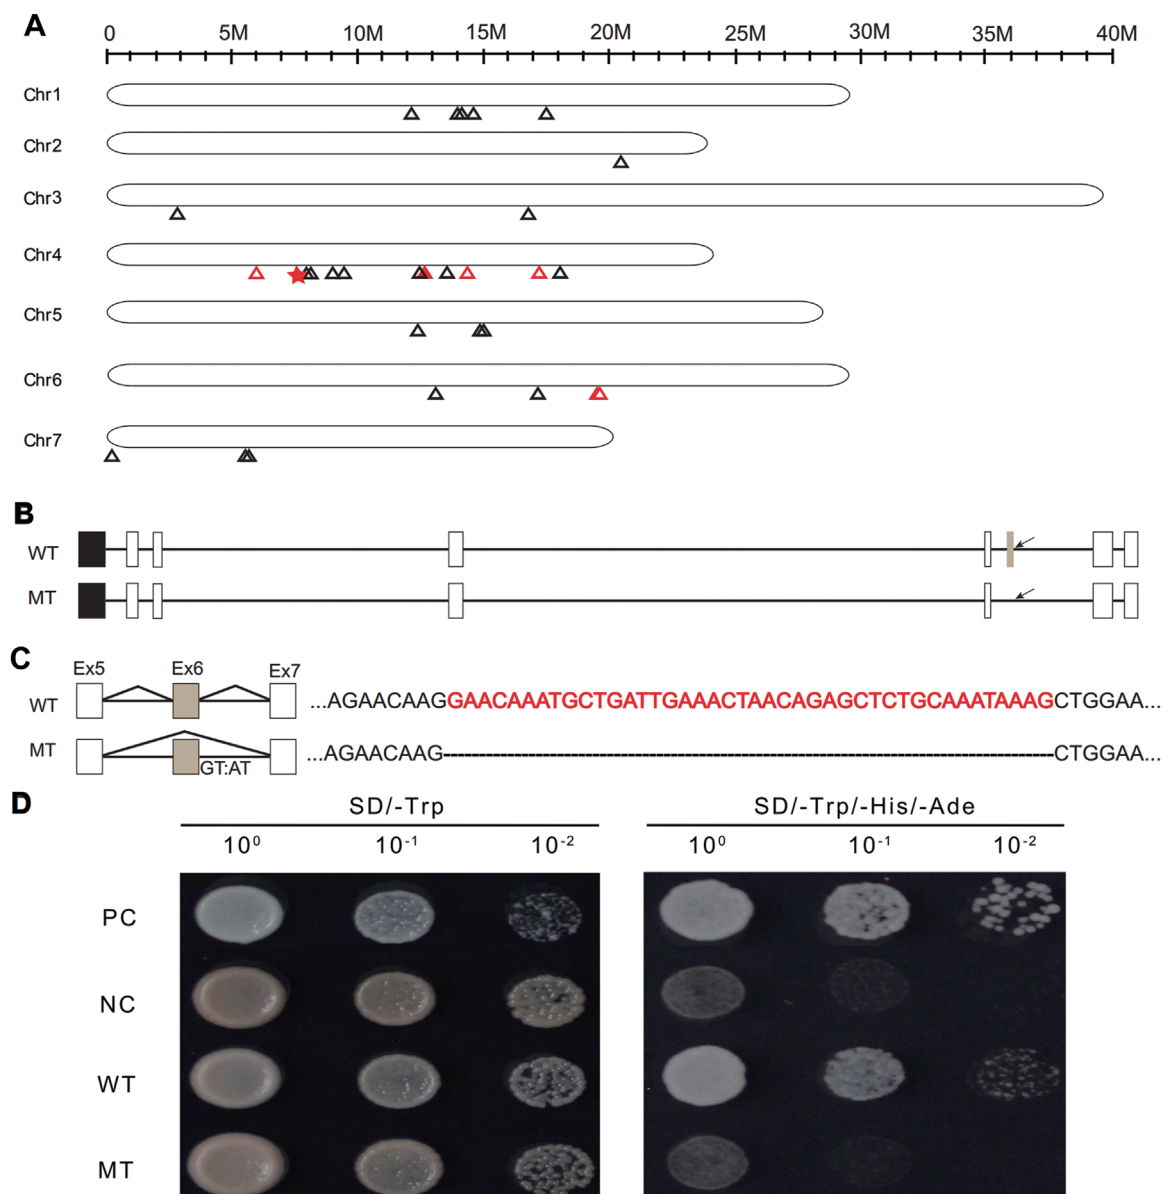 A
0 5M 10M 15M 20M 25M 30M 35M 40M
Chr1
Chr2
Chr3
Chr4
Chr5
Chr6
Chr7
B
WT
MT
C
Ex5 Ex6 Ex7
WT ...AGAACAAGGAACAAATGCTGATTGAAACTAACAGAGCTCTGCAAATAAAGCTGGAA...
MT ...AGAACAAG------CTGGAA...
GT:AT
D
SD/-Trp SD/-Trp/-His/-Ade
10⁰ 10⁻¹ 10⁻² 10⁰ 10⁻¹ 10⁻²
PC
NC
WT
MT